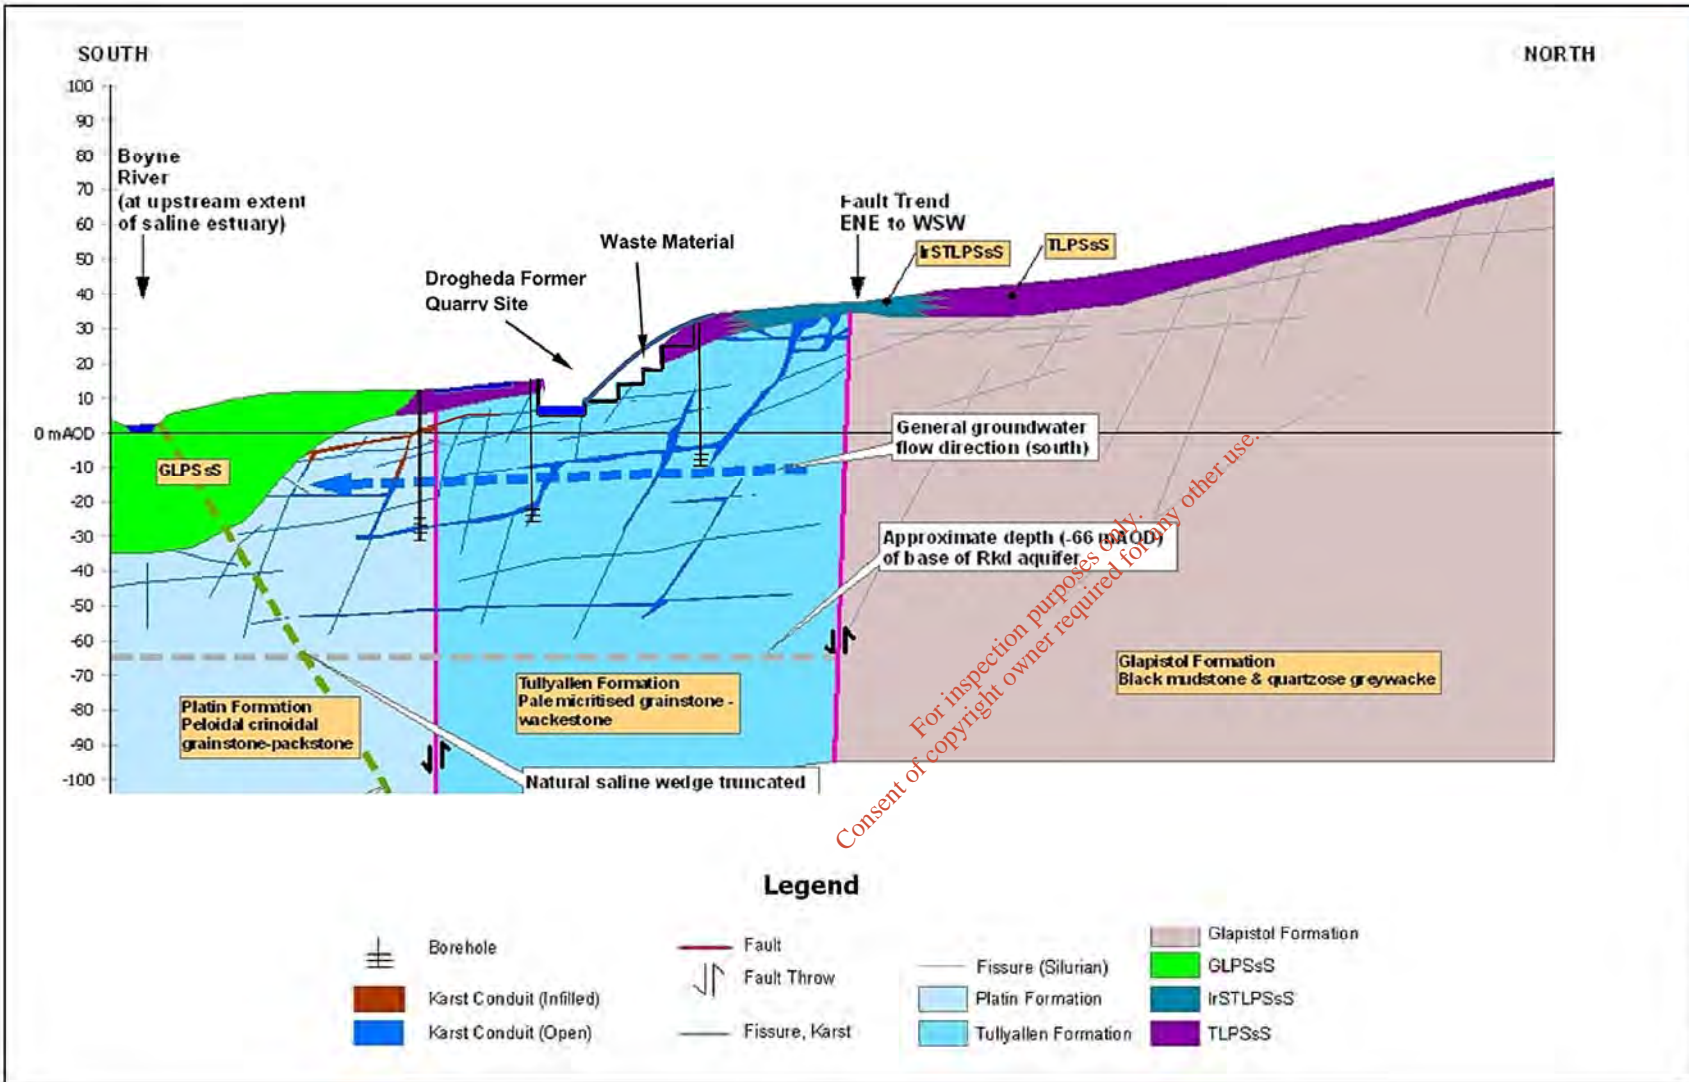 SOUTH
NORTH
100
90
80
70
60
50
40
30
20
10
0 mAOD
-10
-20
-30
-40
-50
-60
-70
-80
-90
-100
Boyne
River
(at upstream extent
of saline estuary)
Drogheda Former
Quarry Site
Waste Material
Fault Trend
ENE to WSW
IrSTLPSsS
TLPSsS
GLPSsS
General groundwater
flow direction (south)
Approximate depth (-66 mAOD)
of base of Rkd aquifer
Platin Formation
Peloidal crinoidal
grainstone-packstone
Tullyallen Formation
Pale micritised grainstone -
wackestone
Glapistol Formation
Black mudstone & quartzose greywacke
Natural saline wedge truncated
For inspection purposes only.
Consent of copyright owner required for any other use.
Legend
Borehole
Karst Conduit (Infilled)
Karst Conduit (Open)
Fault
Fault Throw
Fissure, Karst
Fissure (Silurian)
Platin Formation
Tullyallen Formation
Glapistol Formation
GLPSsS
IrSTLPSsS
TLPSsS